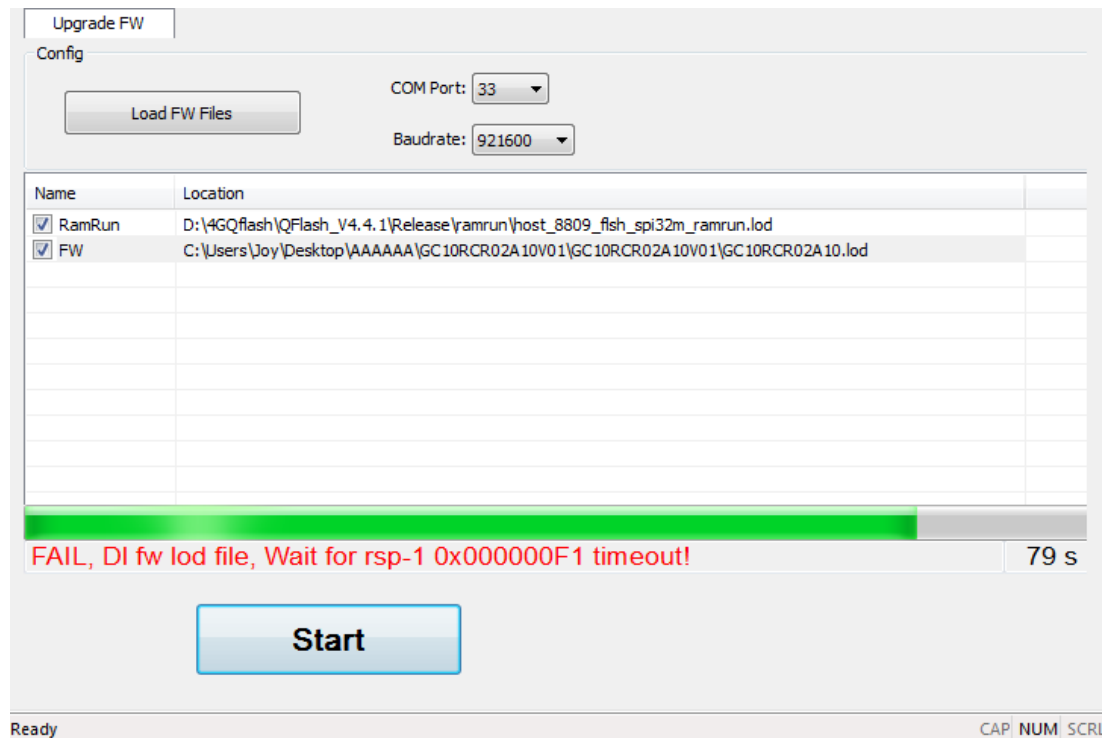 Upgrade FW
Config
Load FW Files
COM Port: 33
Baudrate: 921600
Name Location
RamRun D:\4GQflash\QFlash_V4.4.1\Release\ramrun\host_8809_flsh_spi32m_ramrun.lod
FW C:\Users\Joy\Desktop\AAAAAA\GC10RCR02A10V01\GC10RCR02A10V01\GC10RCR02A10.lod
FAIL, Dl fw lod file, Wait for rsp-1 0x000000F1 timeout! 79 s
Start
Ready CAP NUM SCRL